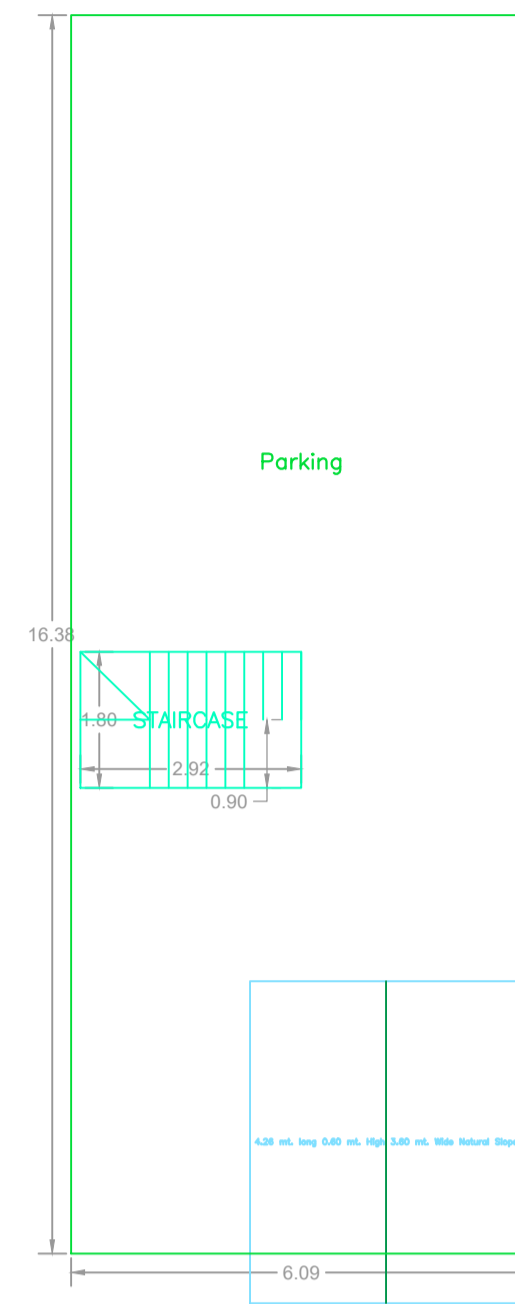 Parking
16.38
1.80
STAIRCASE
2.92
0.90
4.26 mt. long 0.60 mt. High 3.60 mt. Wide Natural Slope
6.09